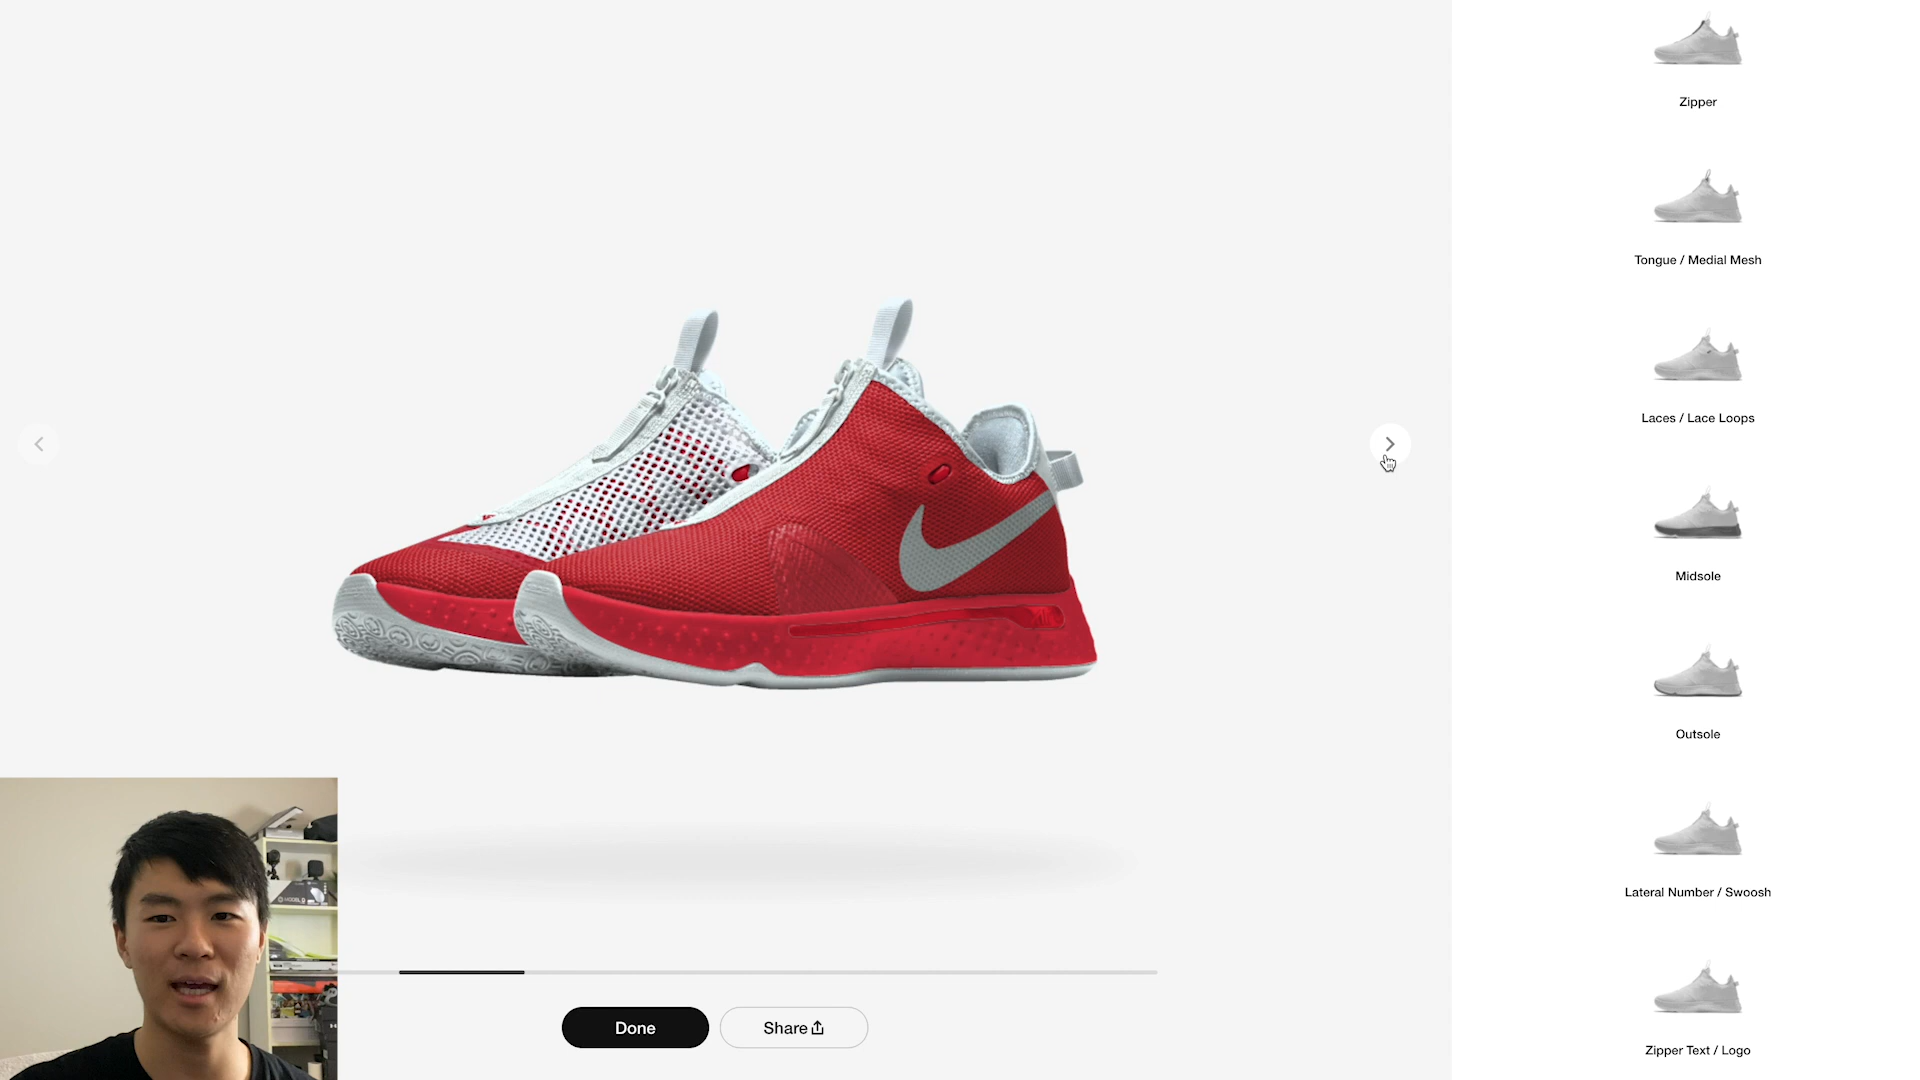 Zipper
Tongue / Medial Mesh
Laces / Lace Loops
Midsole
Outsole
Lateral Number / Swoosh
Zipper Text / Logo
Done
Share